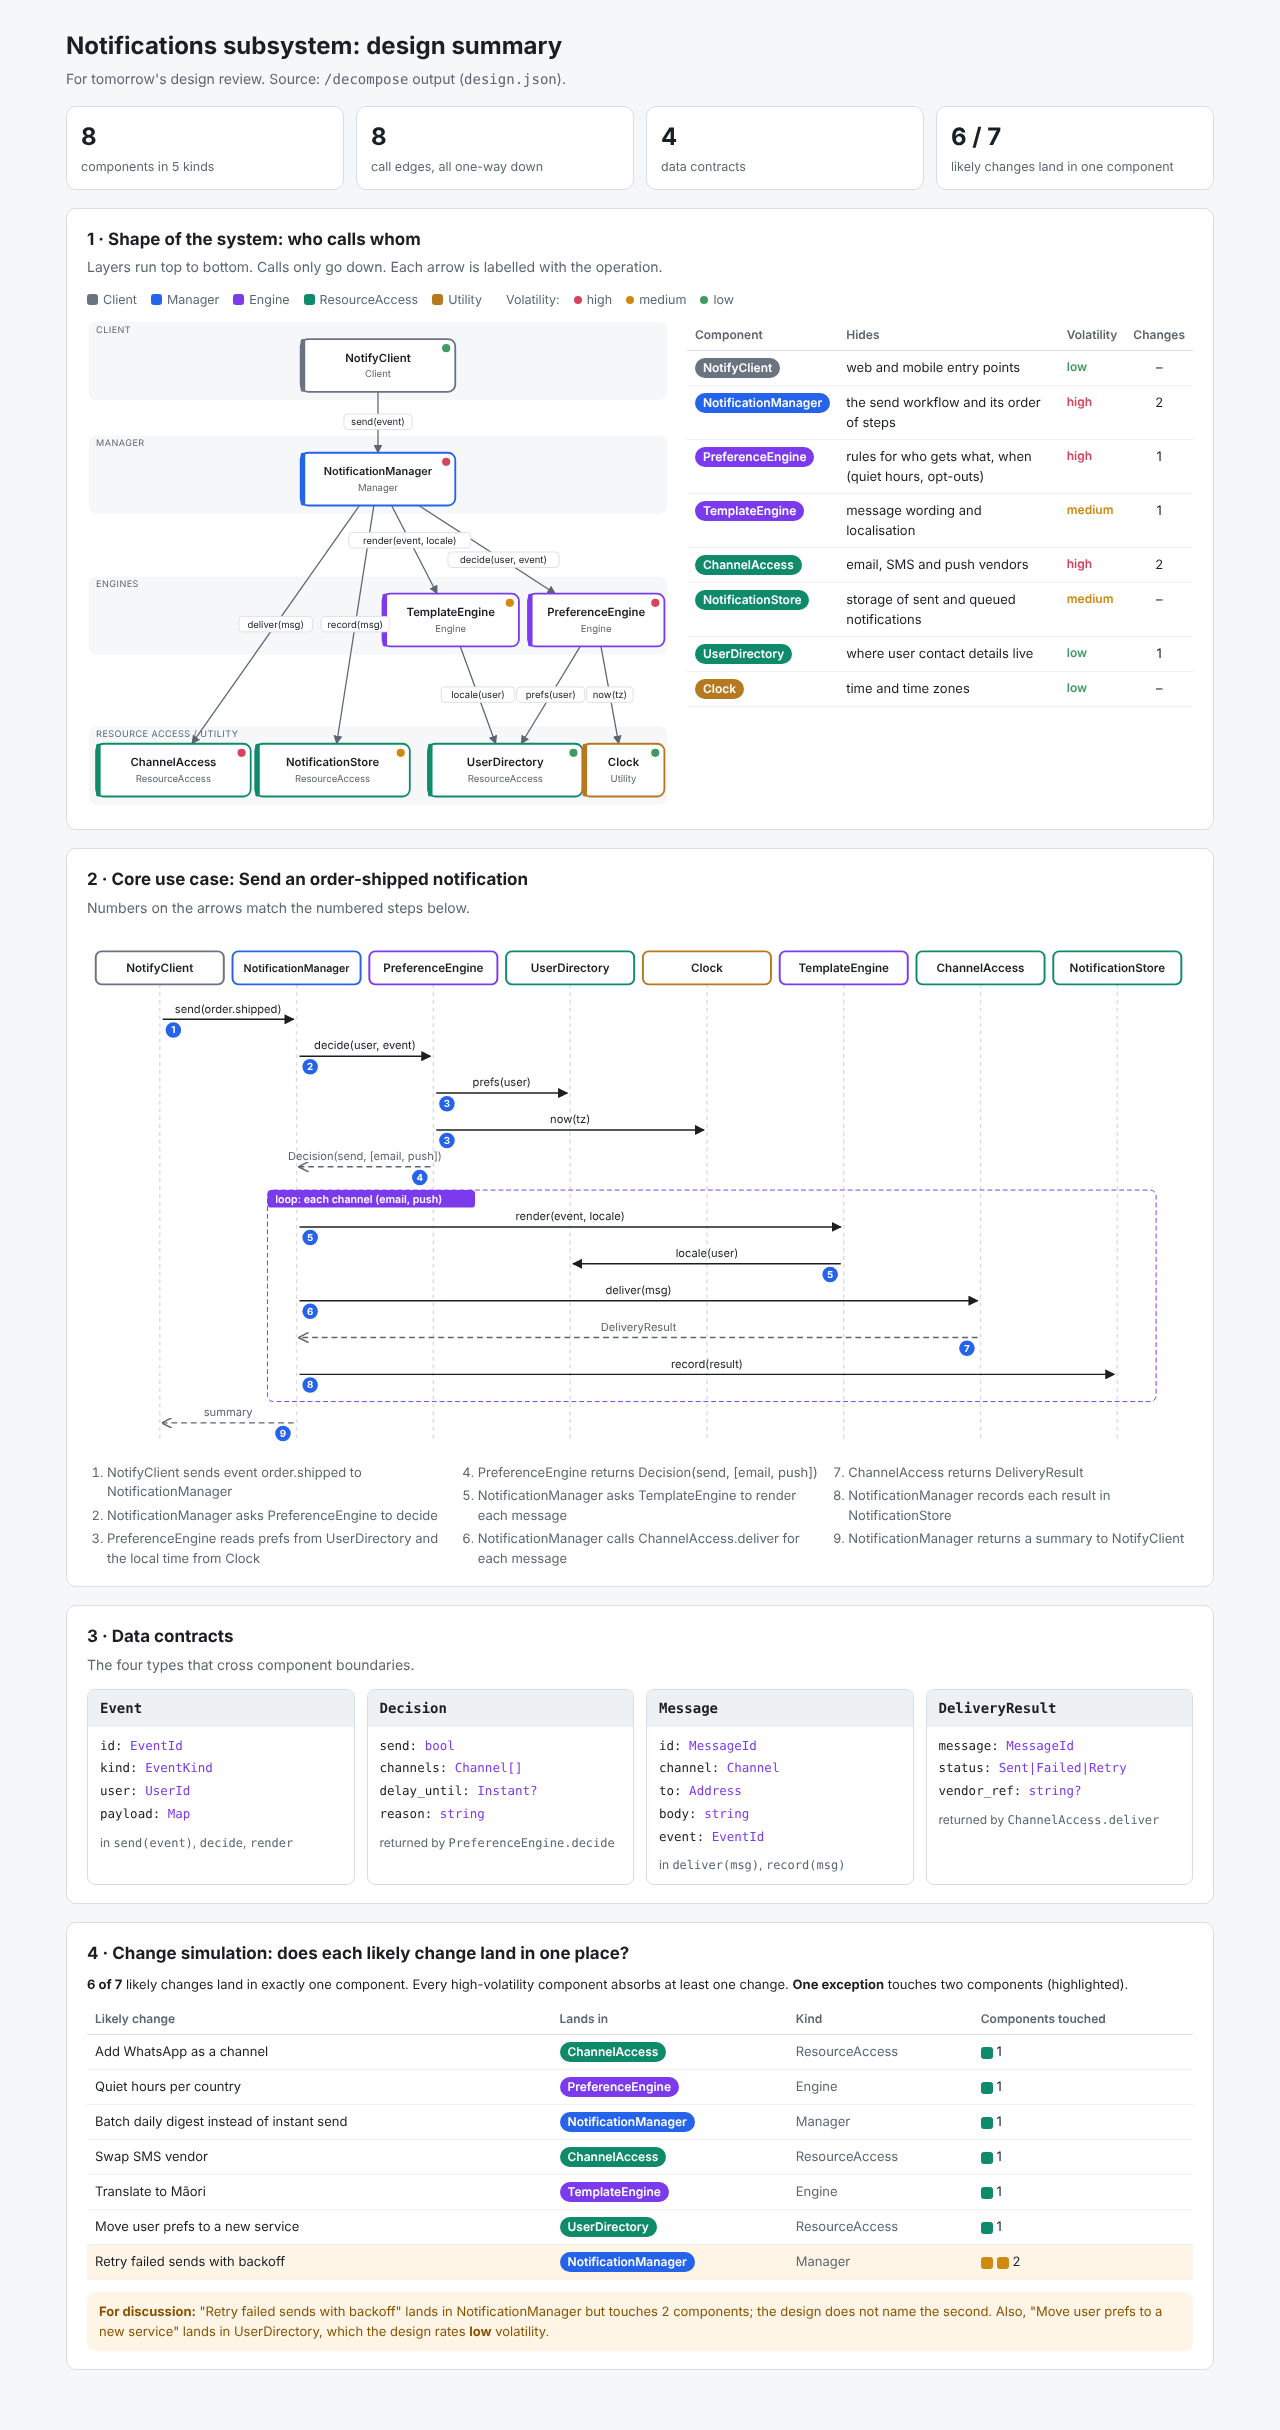 Notifications subsystem: design summary
For tomorrow's design review. Source: /decompose output (design.json).
8
components in 5 kinds
8
call edges, all one-way down
4
data contracts
6 / 7
likely changes land in one component
1 · Shape of the system: who calls whom
Layers run top to bottom. Calls only go down. Each arrow is labelled with the operation.
Client Manager Engine ResourceAccess Utility Volatility: high medium low
CLIENT
NotifyClient
Client
send(event)
MANAGER
NotificationManager
Manager
render(event, locale)
decide(user, event)
ENGINES
TemplateEngine
Engine
PreferenceEngine
Engine
deliver(msg)
record(msg)
locale(user)
prefs(user)
now(tz)
RESOURCE ACCESS / UTILITY
ChannelAccess
ResourceAccess
NotificationStore
ResourceAccess
UserDirectory
ResourceAccess
Clock
Utility
Component Hides Volatility Changes
NotifyClient web and mobile entry points low –
NotificationManager the send workflow and its order high 2
of steps
PreferenceEngine rules for who gets what, when high 1
(quiet hours, opt-outs)
TemplateEngine message wording and medium 1
localisation
ChannelAccess email, SMS and push vendors high 2
NotificationStore storage of sent and queued medium –
notifications
UserDirectory where user contact details live low 1
Clock time and time zones low –
2 · Core use case: Send an order-shipped notification
Numbers on the arrows match the numbered steps below.
NotifyClient NotificationManager PreferenceEngine UserDirectory Clock TemplateEngine ChannelAccess NotificationStore
send(order.shipped)
1
decide(user, event)
2
prefs(user)
3
now(tz)
3
Decision(send, [email, push])
4
loop: each channel (email, push)
render(event, locale)
5
locale(user)
5
deliver(msg)
6
DeliveryResult
7
record(result)
8
summary
9
1. NotifyClient sends event order.shipped to
NotificationManager
2. NotificationManager asks PreferenceEngine to decide
3. PreferenceEngine reads prefs from UserDirectory and
the local time from Clock
4. PreferenceEngine returns Decision(send, [email, push])
5. NotificationManager asks TemplateEngine to render
each message
6. NotificationManager calls ChannelAccess.deliver for
each message
7. ChannelAccess returns DeliveryResult
8. NotificationManager records each result in
NotificationStore
9. NotificationManager returns a summary to NotifyClient
3 · Data contracts
The four types that cross component boundaries.
Event
id: EventId
kind: EventKind
user: UserId
payload: Map
in send(event), decide, render
Decision
send: bool
channels: Channel[]
delay_until: Instant?
reason: string
returned by PreferenceEngine.decide
Message
id: MessageId
channel: Channel
to: Address
body: string
event: EventId
in deliver(msg), record(msg)
DeliveryResult
message: MessageId
status: Sent|Failed|Retry
vendor_ref: string?
returned by ChannelAccess.deliver
4 · Change simulation: does each likely change land in one place?
6 of 7 likely changes land in exactly one component. Every high-volatility component absorbs at least one change. One exception touches two components (highlighted).
Likely change Lands in Kind Components touched
Add WhatsApp as a channel ChannelAccess ResourceAccess 1
Quiet hours per country PreferenceEngine Engine 1
Batch daily digest instead of instant send NotificationManager Manager 1
Swap SMS vendor ChannelAccess ResourceAccess 1
Translate to Māori TemplateEngine Engine 1
Move user prefs to a new service UserDirectory ResourceAccess 1
Retry failed sends with backoff NotificationManager Manager 2
For discussion: "Retry failed sends with backoff" lands in NotificationManager but touches 2 components; the design does not name the second. Also, "Move user prefs to a
new service" lands in UserDirectory, which the design rates low volatility.